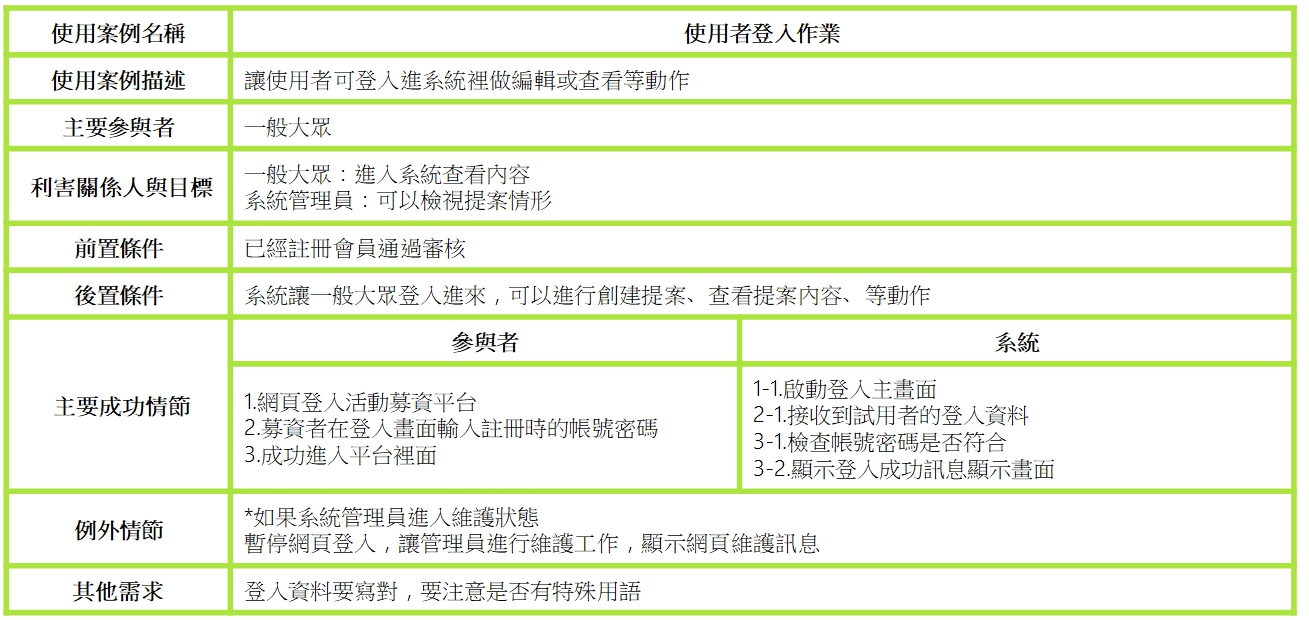 使用案例名稱
使用者登入作業
使用案例描述
讓使用者可登入進系統裡做編輯或查看等動作
主要參與者
一般大眾
利害關係人與目標
一般大眾：進入系統查看內容
系統管理員：可以檢視提案情形
前置條件
已經註冊會員通過審核
後置條件
系統讓一般大眾登入進來，可以進行創建提案、查看提案內容、等動作
主要成功情節
參與者
系統
1.網頁登入活動募資平台
2.募資者在登入畫面輸入註冊時的帳號密碼
3.成功進入平台裡面
1-1.啟動登入主畫面
2-1.接收到試用者的登入資料
3-1.檢查帳號密碼是否符合
3-2.顯示登入成功訊息顯示畫面
例外情節
*如果系統管理員進入維護狀態
暫停網頁登入，讓管理員進行維護工作，顯示網頁維護訊息
其他需求
登入資料要寫對，要注意是否有特殊用語